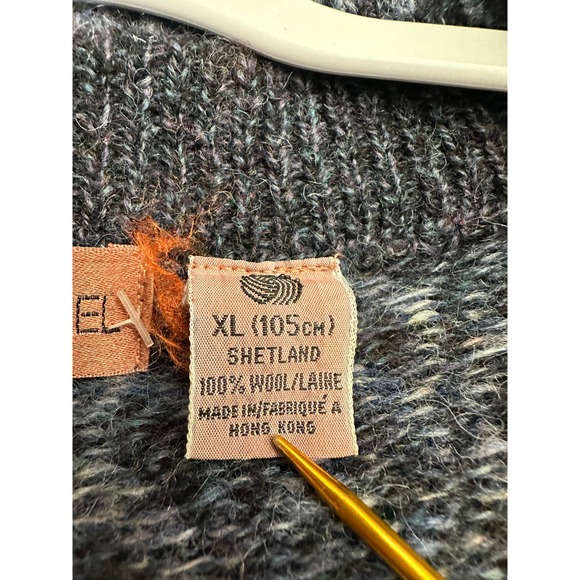 XL (105CM)
SHETLAND
100% WOOL/LAINE
MADE IN/FABRIQUÉ A
HONG KONG